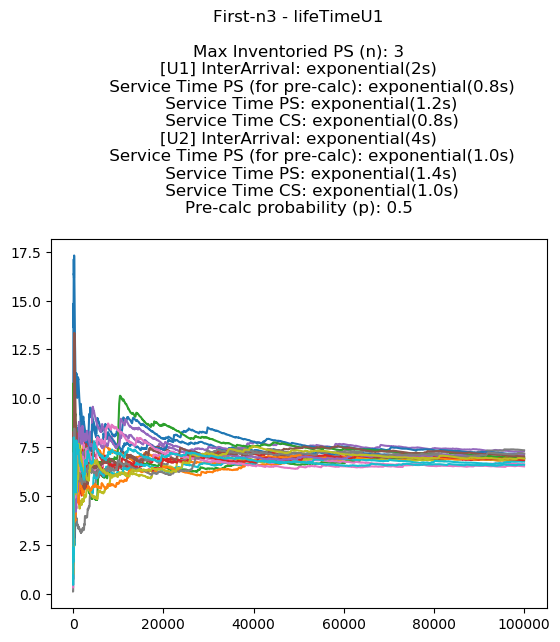 First-n3 - lifeTimeU1
Max Inventoried PS (n): 3
[U1] InterArrival: exponential(2s)
Service Time PS (for pre-calc): exponential(0.8s)
Service Time PS: exponential(1.2s)
Service Time CS: exponential(0.8s)
[U2] InterArrival: exponential(4s)
Service Time PS (for pre-calc): exponential(1.0s)
Service Time PS: exponential(1.4s)
Service Time CS: exponential(1.0s)
Pre-calc probability (p): 0.5
17.5
15.0
12.5
10.0
7.5
5.0
2.5
0.0
0 20000 40000 60000 80000 100000